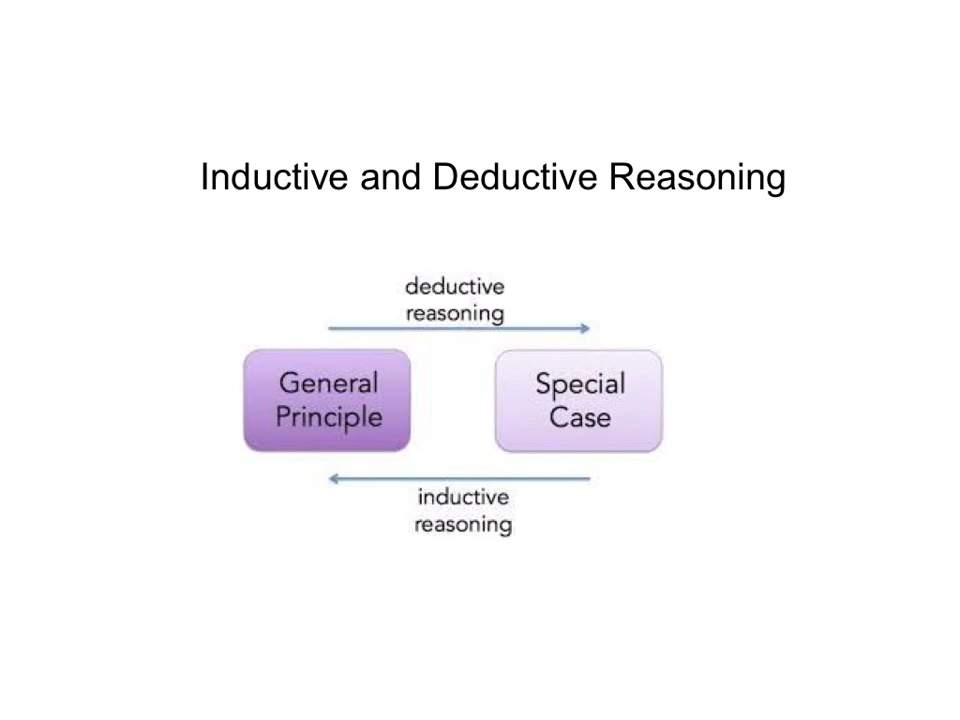 Inductive and Deductive Reasoning
deductive
reasoning
General
Principle
Special
Case
inductive
reasoning